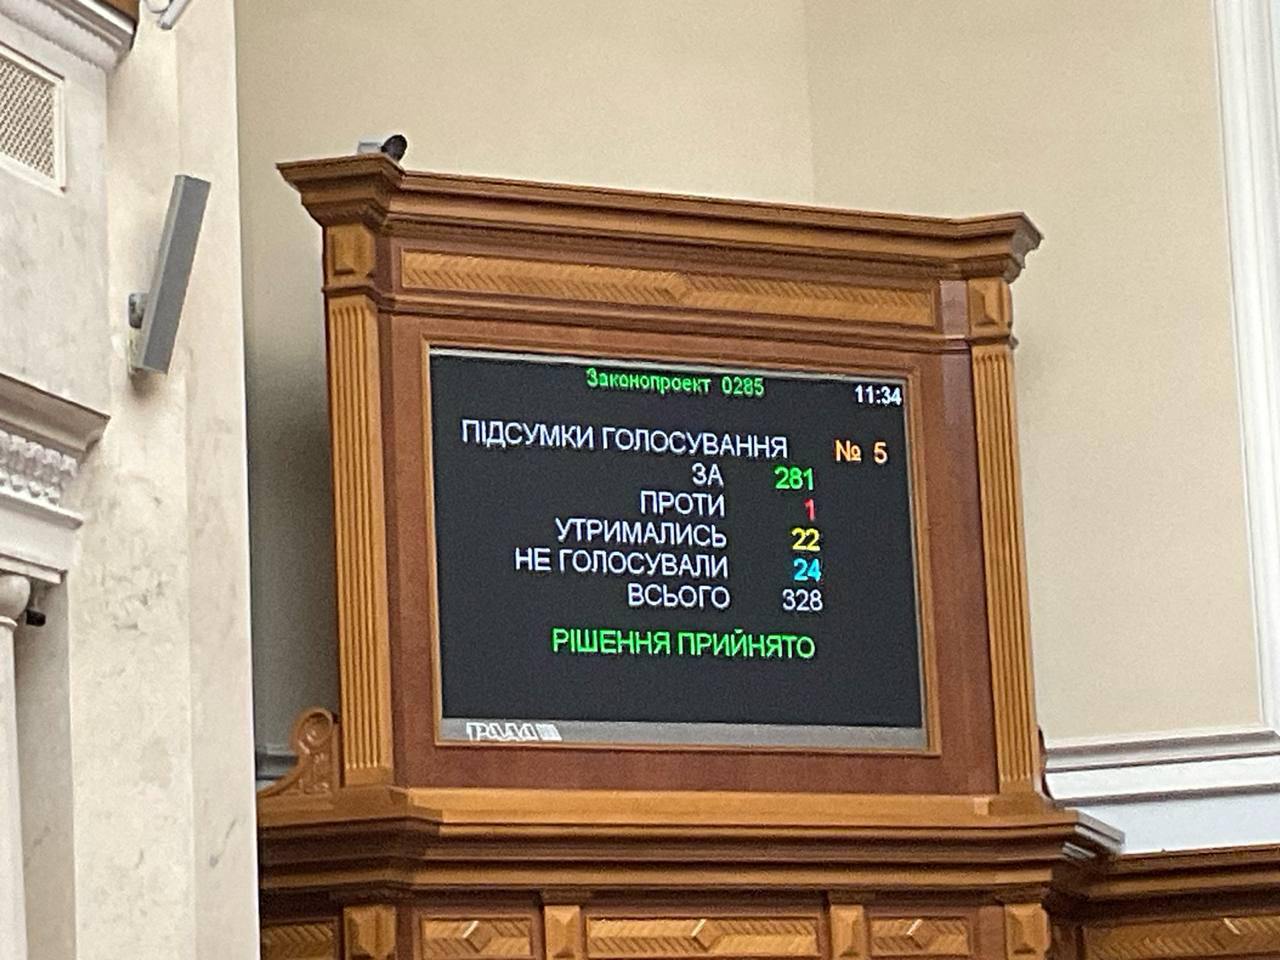 Законопроект 0285
11:34
ПІДСУМКИ ГОЛОСУВАННЯ № 5
ЗА 281
ПРОТИ 1
УТРИМАЛИСЬ 22
НЕ ГОЛОСУВАЛИ 24
ВСЬОГО 328
РІШЕННЯ ПРИЙНЯТО
РАДА